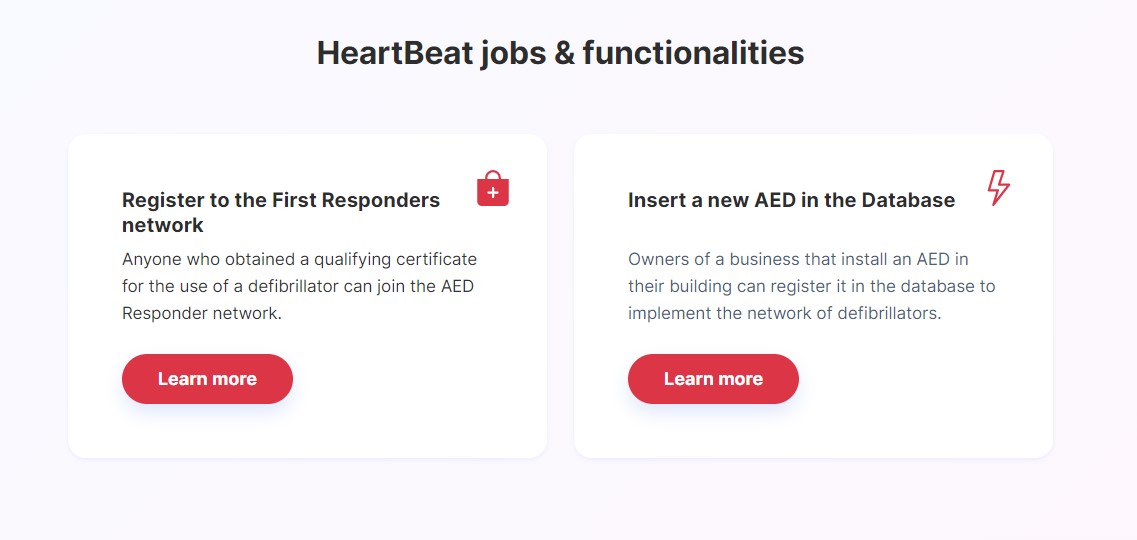 HeartBeat jobs & functionalities
Register to the First Responders
network
Anyone who obtained a qualifying certificate
for the use of a defibrillator can join the AED
Responder network.
Learn more
Insert a new AED in the Database
Owners of a business that install an AED in
their building can register it in the database to
implement the network of defibrillators.
Learn more